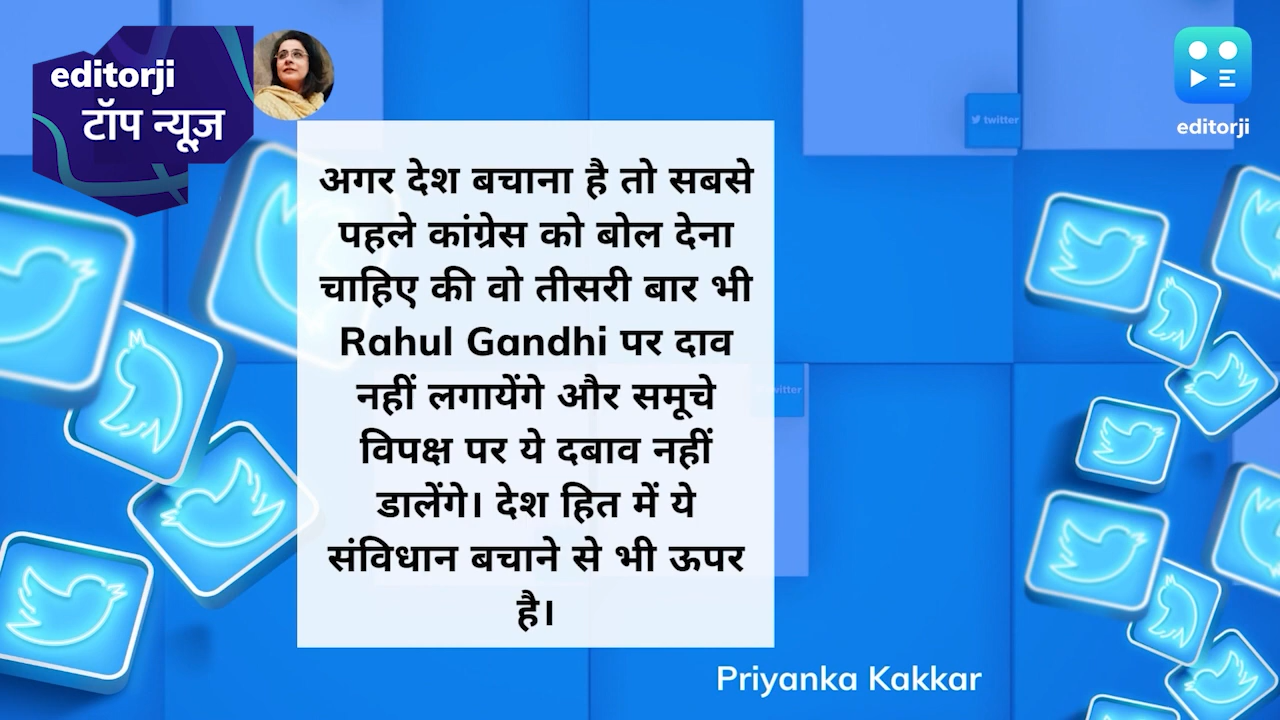 editorji
टॉप न्यूज़
editorji
twitter
अगर देश बचाना है तो सबसे
पहले कांग्रेस को बोल देना
चाहिए की वो तीसरी बार भी
Rahul Gandhi पर दाव
नहीं लगायेंगे और समूचे
विपक्ष पर ये दबाव नहीं
डालेंगे। देश हित में ये
संविधान बचाने से भी ऊपर
है।
Priyanka Kakkar